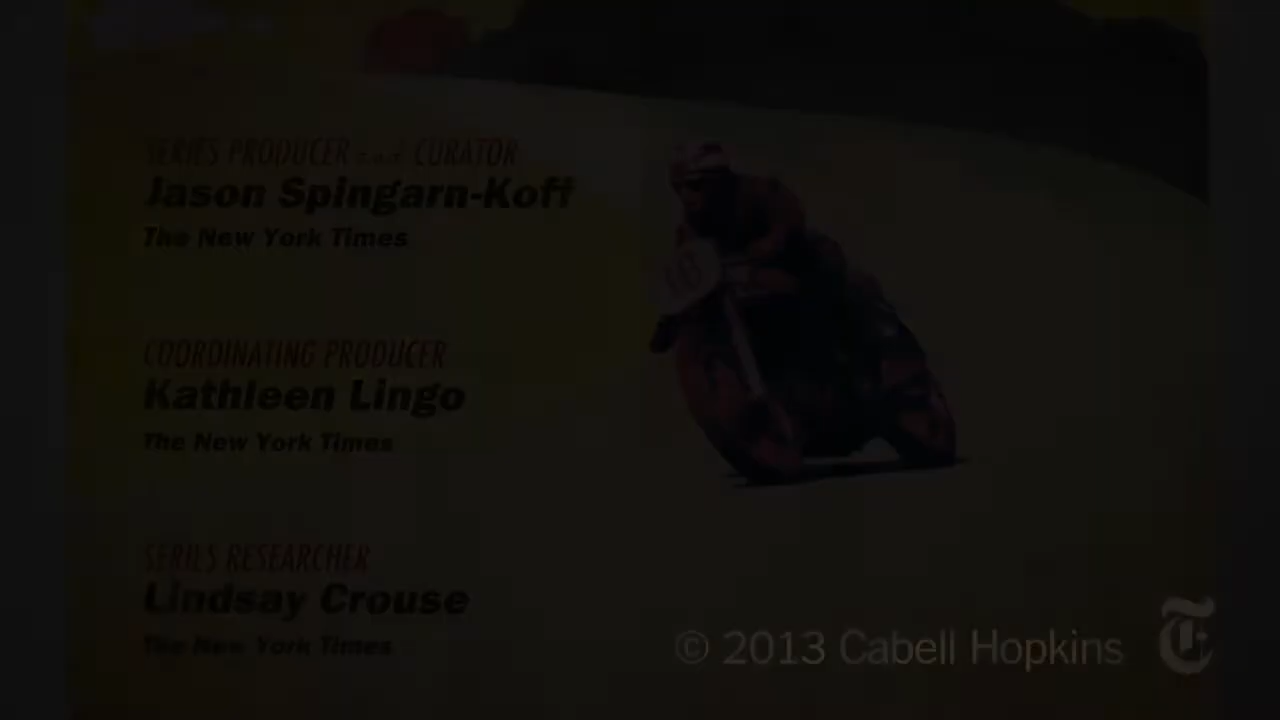 SERIES PRODUCER and CURATOR
Jason Spingarn-Koff
The New York Times
COORDINATING PRODUCER
Kathleen Lingo
The New York Times
SERIES RESEARCHER
Lindsay Crouse
The New York Times
© 2013 Cabell Hopkins